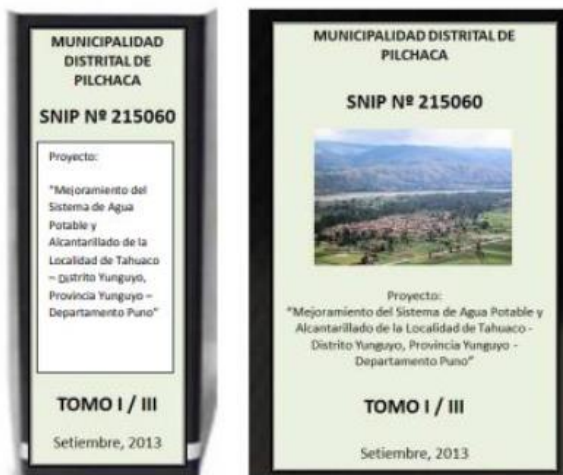 MUNICIPALIDAD
DISTRITAL DE
PILCHACA
SNIP Nº 215060
Proyecto:
"Mejoramiento del
Sistema de Agua
Potable y
Alcantarillado de la
Localidad de Tahuaco
– Distrito Yunguyo,
Provincia Yunguyo –
Departamento Puno"
TOMO I / III
Setiembre, 2013
MUNICIPALIDAD DISTRITAL DE
PILCHACA
SNIP Nº 215060
Proyecto:
"Mejoramiento del Sistema de Agua Potable y
Alcantarillado de la Localidad de Tahuaco -
Distrito Yunguyo, Provincia Yunguyo -
Departamento Puno"
TOMO I / III
Setiembre, 2013